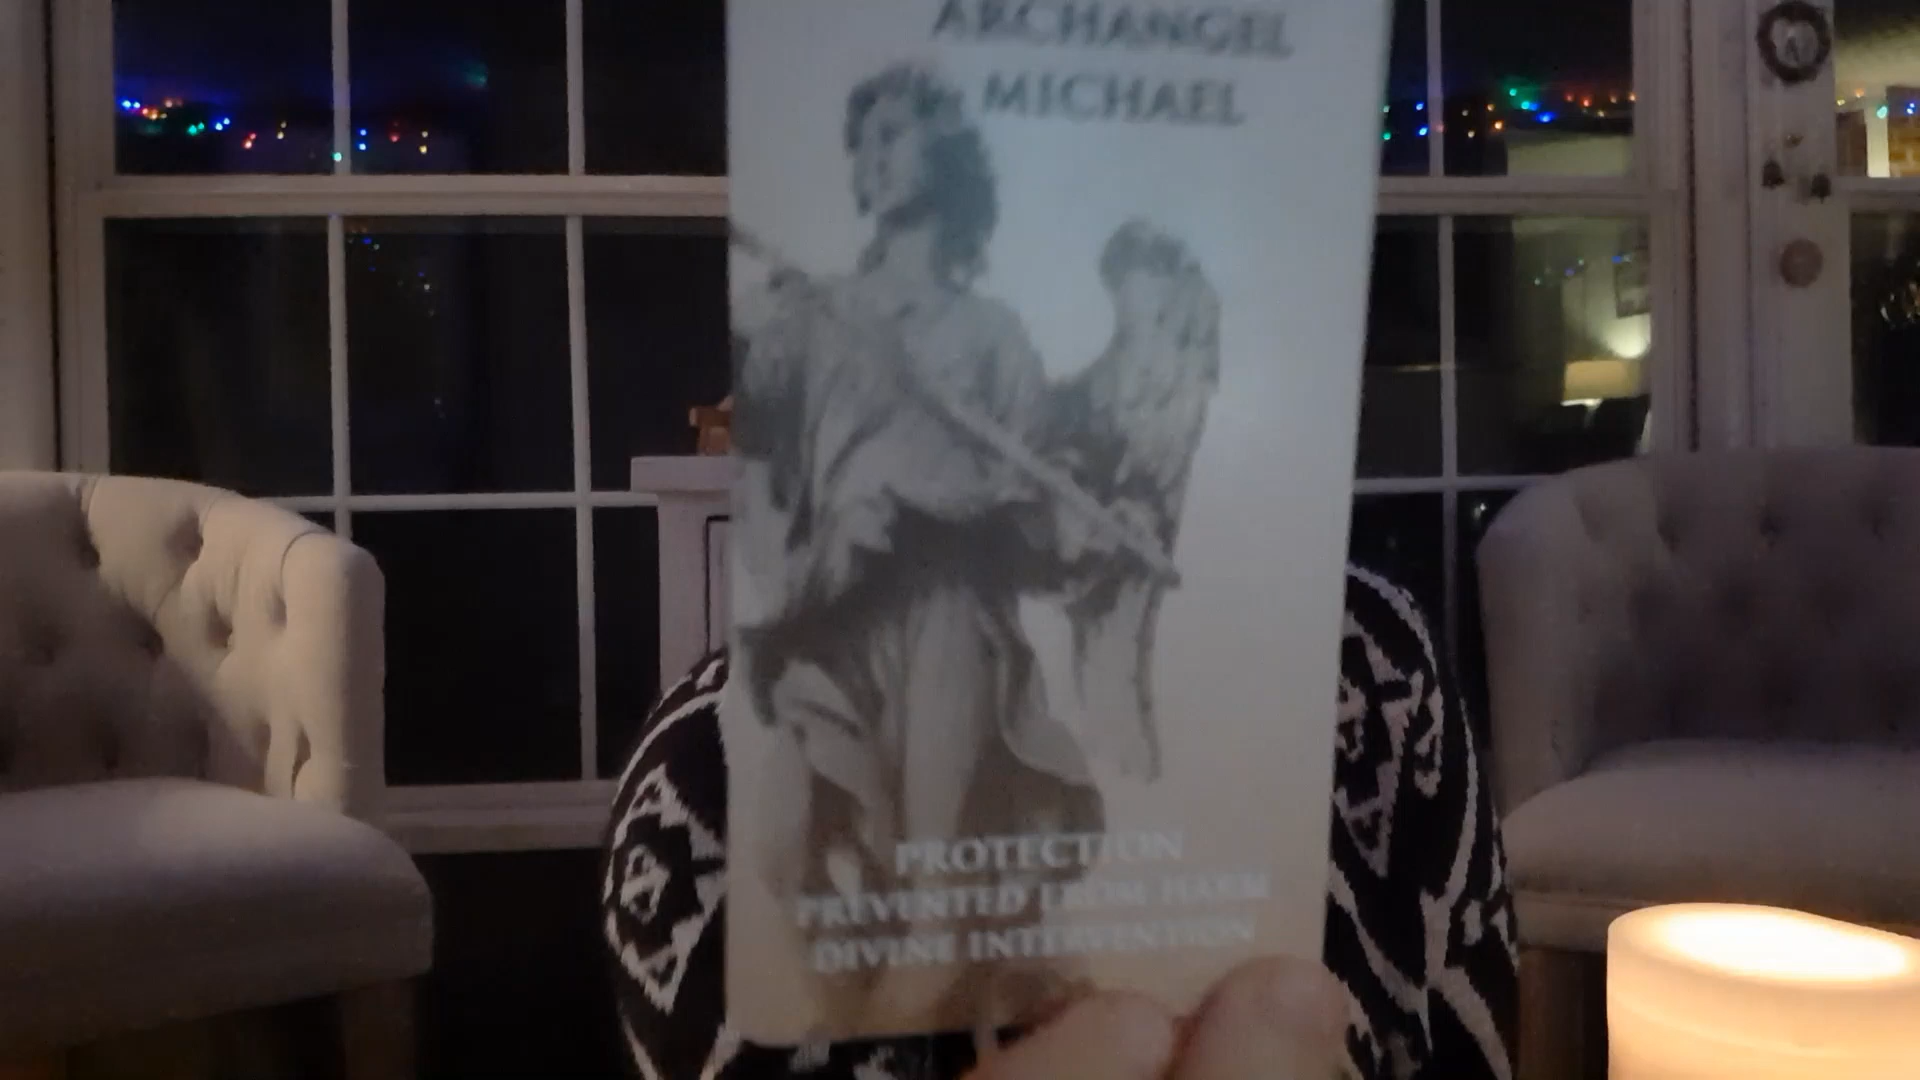 ARCHANGEL
MICHAEL
PROTECTION
PREVENTED FROM HARM
DIVINE INTERVENTION